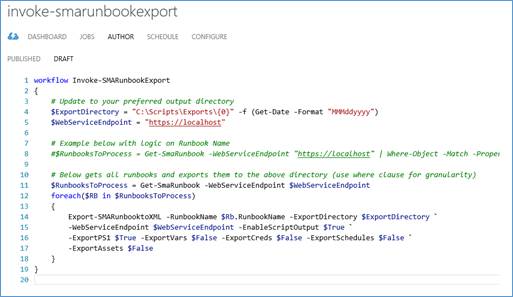 invoke-smarunbookexport
DASHBOARD JOBS AUTHOR SCHEDULE CONFIGURE
PUBLISHED DRAFT
1 workflow Invoke-SMARunbookExport
2 {
3 # Update to your preferred output directory
4 $ExportDirectory = "C:\Scripts\Exports\{0}" -f (Get-Date -Format "MMMddyyyy")
5 $WebServiceEndpoint = "https://localhost"
6
7 # Example below with Logic on Runbook Name
8 #$RunbooksToProcess = Get-SmaRunbook -WebServiceEndpoint "https://localhost" | Where-Object -Match -Proper
9
10 # Below gets all runbooks and exports them to the above directory (use where clause for granularity)
11 $RunbooksToProcess = Get-SmaRunbook -WebServiceEndpoint $WebServiceEndpoint
12 foreach($RB in $RunbooksToProcess)
13 {
14 Export-SMARunbooktoXML -RunbookName $Rb.RunbookName -ExportDirectory $ExportDirectory `
15 -WebServiceEndpoint $WebServiceEndpoint -EnableScriptOutput $True `
16 -ExportPS1 $True -ExportVars $False -ExportCreds $False -ExportSchedules $False `
17 -ExportAssets $False
18 }
19 }
20